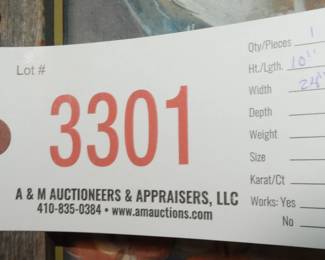 Lot #
3301
A & M AUCTIONEERS & APPRAISERS, LLC
410-835-0384 • www.amauctions.com
Qty/Pieces 1
Ht./Lgth. 10"
Width
Depth
Weight
Size
Karat/Ct
Works: Yes
No